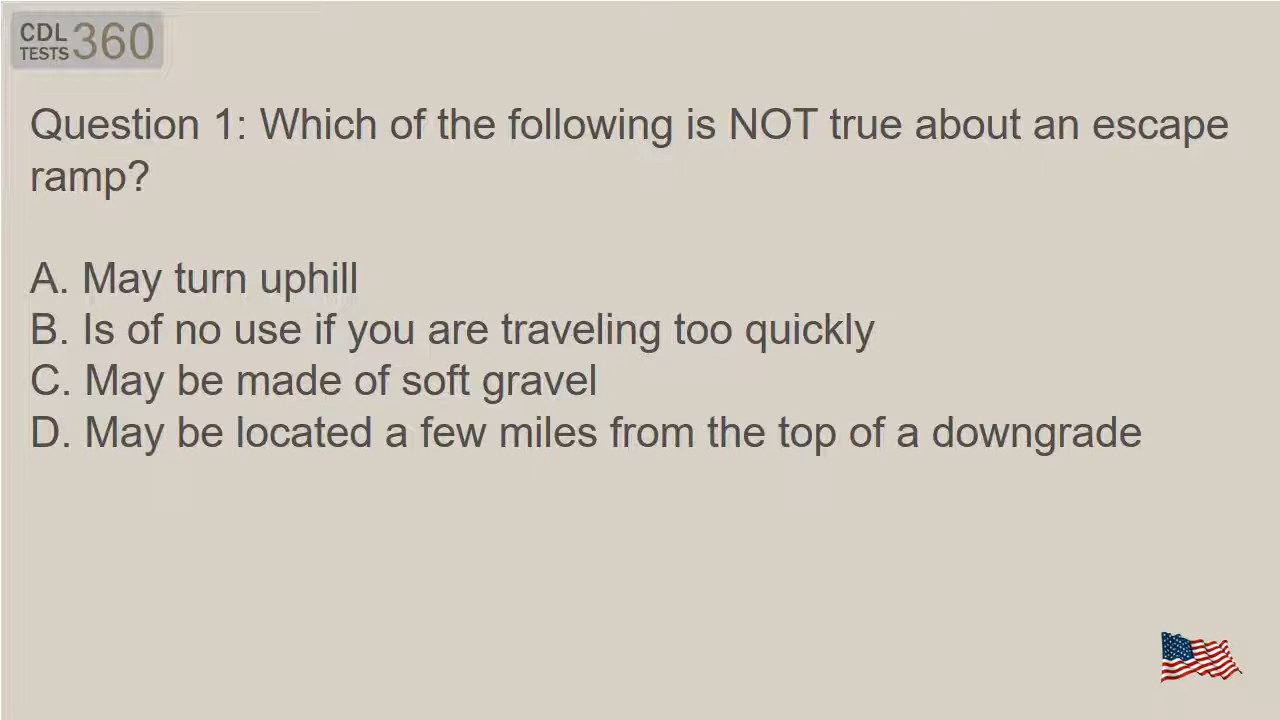 CDL
TESTS 360
Question 1: Which of the following is NOT true about an escape
ramp?
A. May turn uphill
B. Is of no use if you are traveling too quickly
C. May be made of soft gravel
D. May be located a few miles from the top of a downgrade